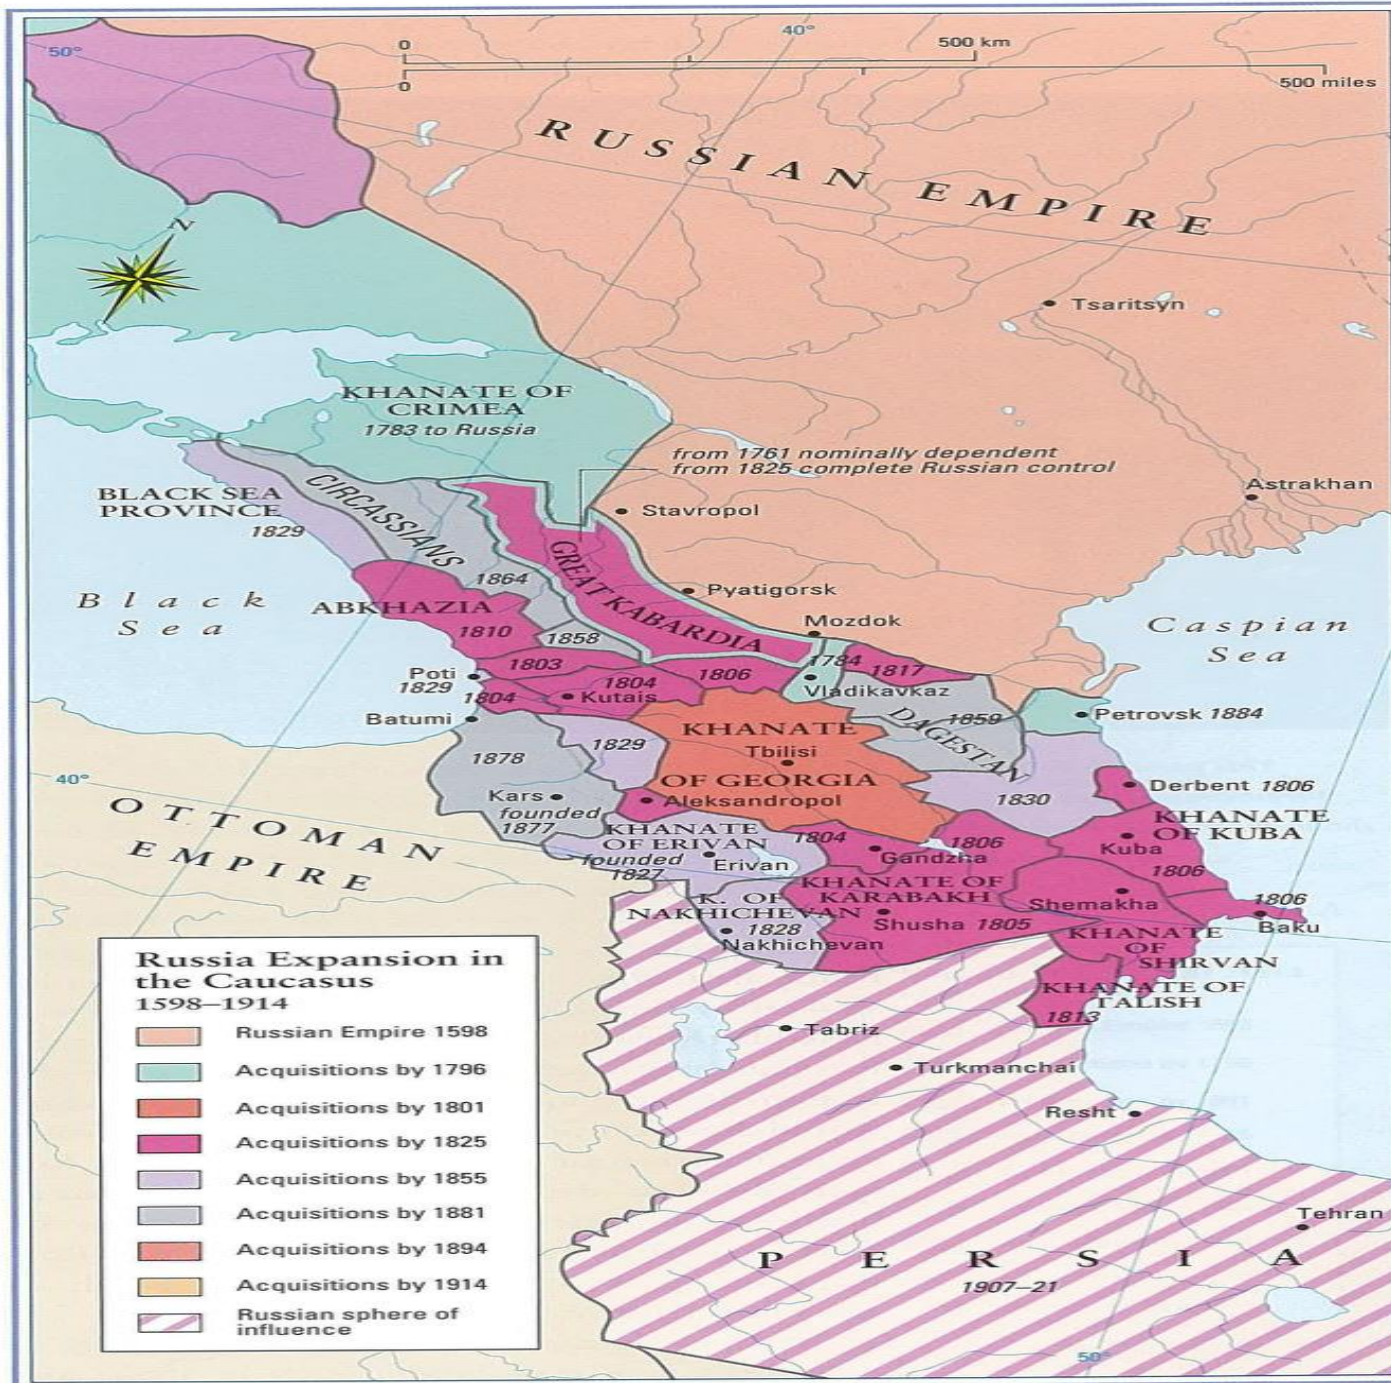 50°
0
40°
500 km
0
500 miles
RUSSIAN EMPIRE
N
Tsaritsyn
KHANATE OF
CRIMEA
1783 to Russia
from 1761 nominally dependent
from 1825 complete Russian control
Astrakhan
BLACK SEA
PROVINCE
1829
CIRCASSIANS
1864
Stavropol
GREAT KABARDIA
Pyatigorsk
Black
Sea
ABKHAZIA
1810
1858
Mozdok
Caspian
Sea
Poti
1829
1803
1804
1804
Kutais
1806
1784
1817
Vladikavkaz
Batumi
DAGESTAN
1859
Petrovsk 1884
1878
1829
KHANATE
Tbilisi
OF GEORGIA
1830
Derbent 1806
40°
Kars
founded
1877
Aleksandropol
KHANATE
OF KUBA
OTTOMAN
EMPIRE
KHANATE
OF ERIVAN
founded
1827
Erivan
1804
Gandzha
1806
Kuba
1806
K. OF
NAKHICHEVAN
1828
Nakhichevan
KHANATE OF
KARABAKH
Shusha 1805
Shemakha
1806
Baku
KHANATE
OF
SHIRVAN
KHANATE OF
TALISH
1813
Tabriz
Turkmanchai
Resht
Tehran
PERSIA
1907–21
50°
Russia Expansion in
the Caucasus
1598–1914
Russian Empire 1598
Acquisitions by 1796
Acquisitions by 1801
Acquisitions by 1825
Acquisitions by 1855
Acquisitions by 1881
Acquisitions by 1894
Acquisitions by 1914
Russian sphere of
influence